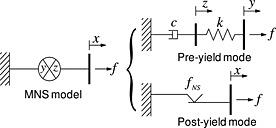 z y
c k f
Pre-yield mode
x
y z f
MNS model
x
f_NS f
Post-yield mode